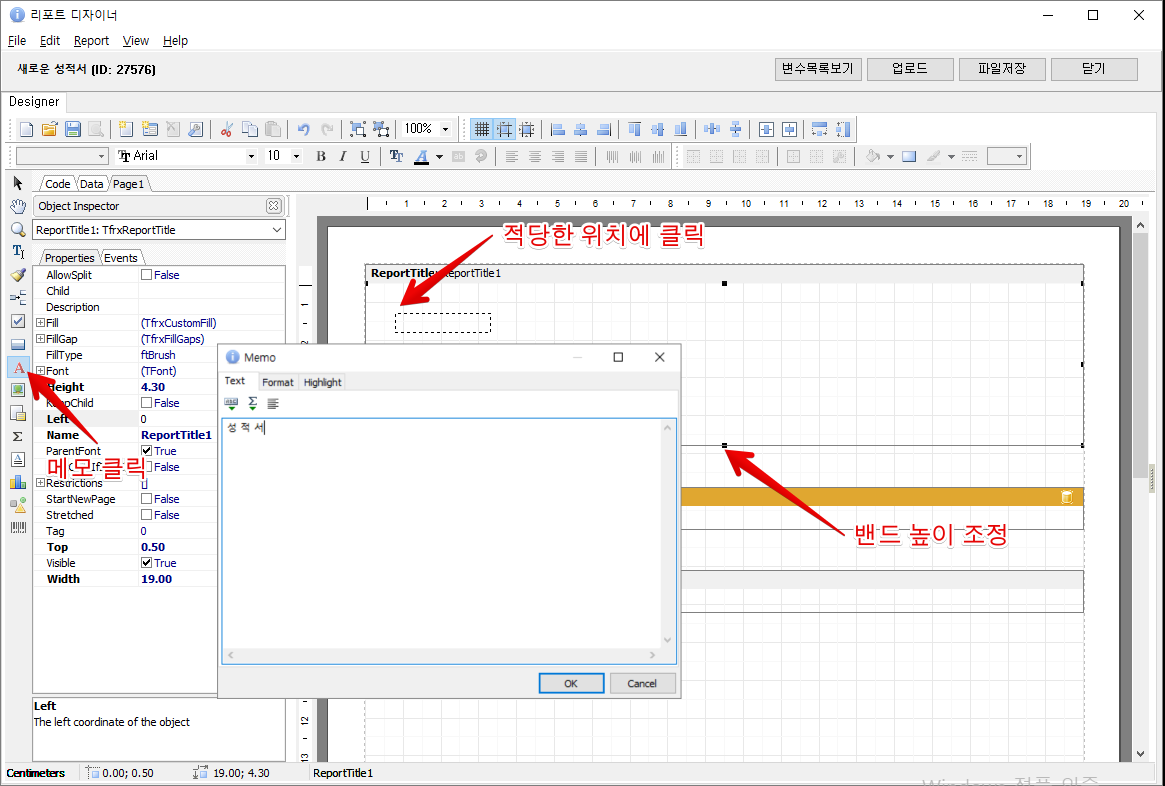 리포트 디자이너
File Edit Report View Help
새로운 성적서 (ID: 27576)
변수목록보기 업로드 파일저장 닫기
Designer
100%
Arial 10 B I U
Code Data Page1
Object Inspector
ReportTitle1: TfrxReportTitle
Properties Events
AllowSplit False
Child
Description
Fill (TfrxCustomFill)
FillGap (TfrxFillGaps)
FillType ftBrush
Font (TFont)
Height 4.30
False
Left 0
Name ReportTitle1
ParentFont True
False
Restrictions []
StartNewPage False
Stretched False
Tag 0
Top 0.50
Visible True
Width 19.00
메모 클릭
Left
The left coordinate of the object
1 2 3 4 5 6 7 8 9 10 11 12 13 14 15 16 17 18 19 20
적당한 위치에 클릭
ReportTitle: ReportTitle1
1
2
12
13
Memo
Text Format Highlight
성 적 서
OK Cancel
밴드 높이 조정
Centimeters 0.00; 0.50 19.00; 4.30 ReportTitle1